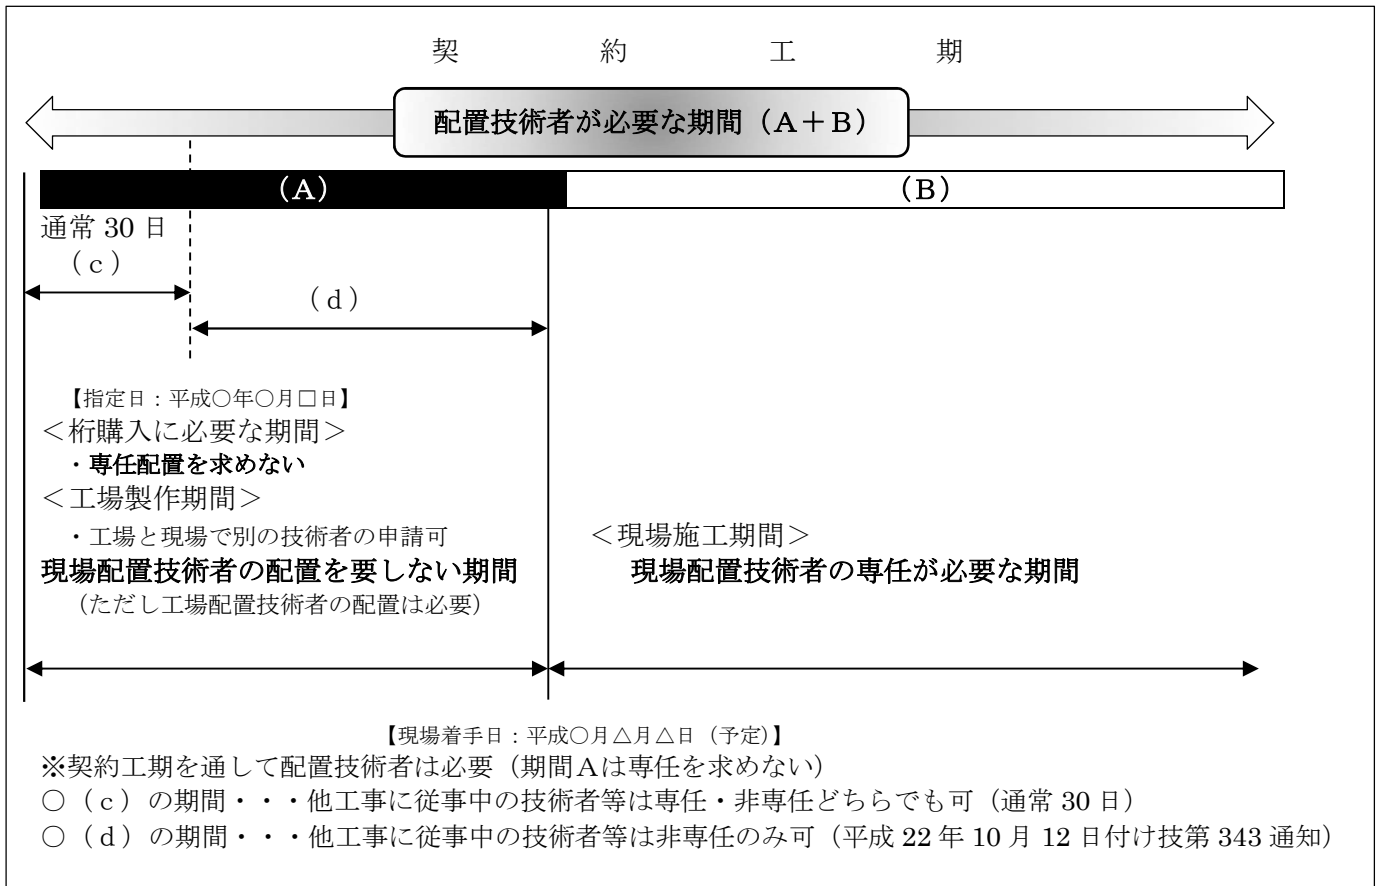 契約工期
配置技術者が必要な期間（A＋B）
（A）
（B）
通常 30 日
（ｃ）
（ｄ）
【指定日：平成○年○月□日】
＜桁購入に必要な期間＞
・専任配置を求めない
＜工場製作期間＞
・工場と現場で別の技術者の申請可
現場配置技術者の配置を要しない期間
（ただし工場配置技術者の配置は必要）
＜現場施工期間＞
現場配置技術者の専任が必要な期間
【現場着手日：平成○月△月△日（予定）】
※契約工期を通して配置技術者は必要（期間Ａは専任を求めない）
○（ｃ）の期間・・・他工事に従事中の技術者等は専任・非専任どちらでも可（通常 30 日）
○（ｄ）の期間・・・他工事に従事中の技術者等は非専任のみ可（平成 22 年 10 月 12 日付け技第 343 通知）